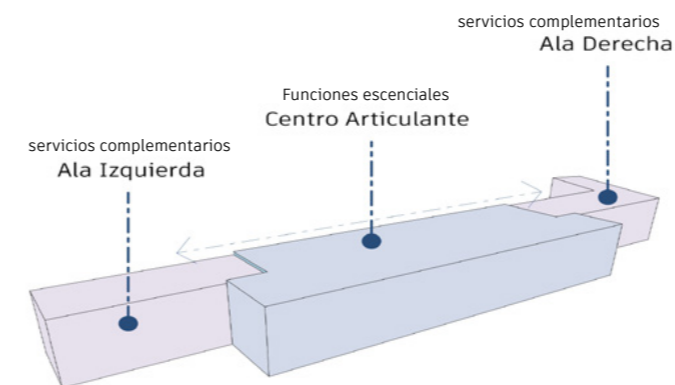 servicios complementarios
Ala Derecha
Funciones escenciales
Centro Articulante
servicios complementarios
Ala Izquierda